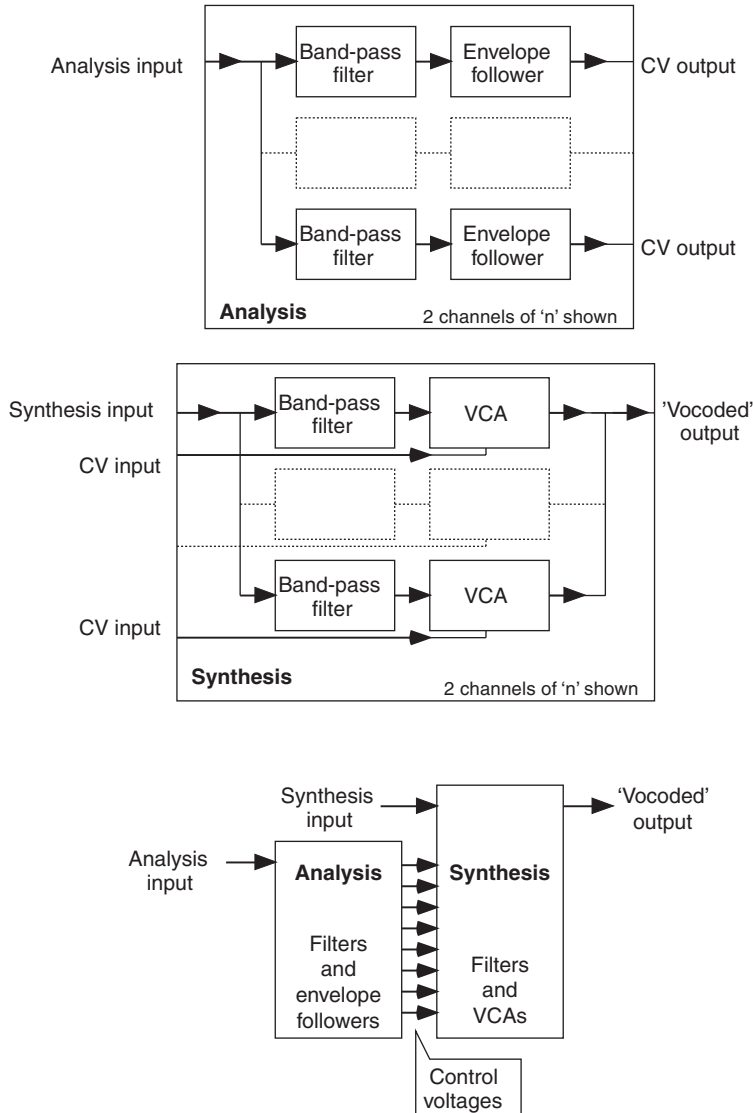 Analysis input
Band-pass
filter
Envelope
follower
CV output
Band-pass
filter
Envelope
follower
CV output
Analysis
2 channels of ‘n’ shown
Synthesis input
Band-pass
filter
VCA
’Vocoded’
output
CV input
Band-pass
filter
VCA
CV input
Synthesis
2 channels of ‘n’ shown
Synthesis
input
‘Vocoded’
output
Analysis
input
Analysis
Synthesis
Filters
and
envelope
followers
Filters
and
VCAs
Control
voltages